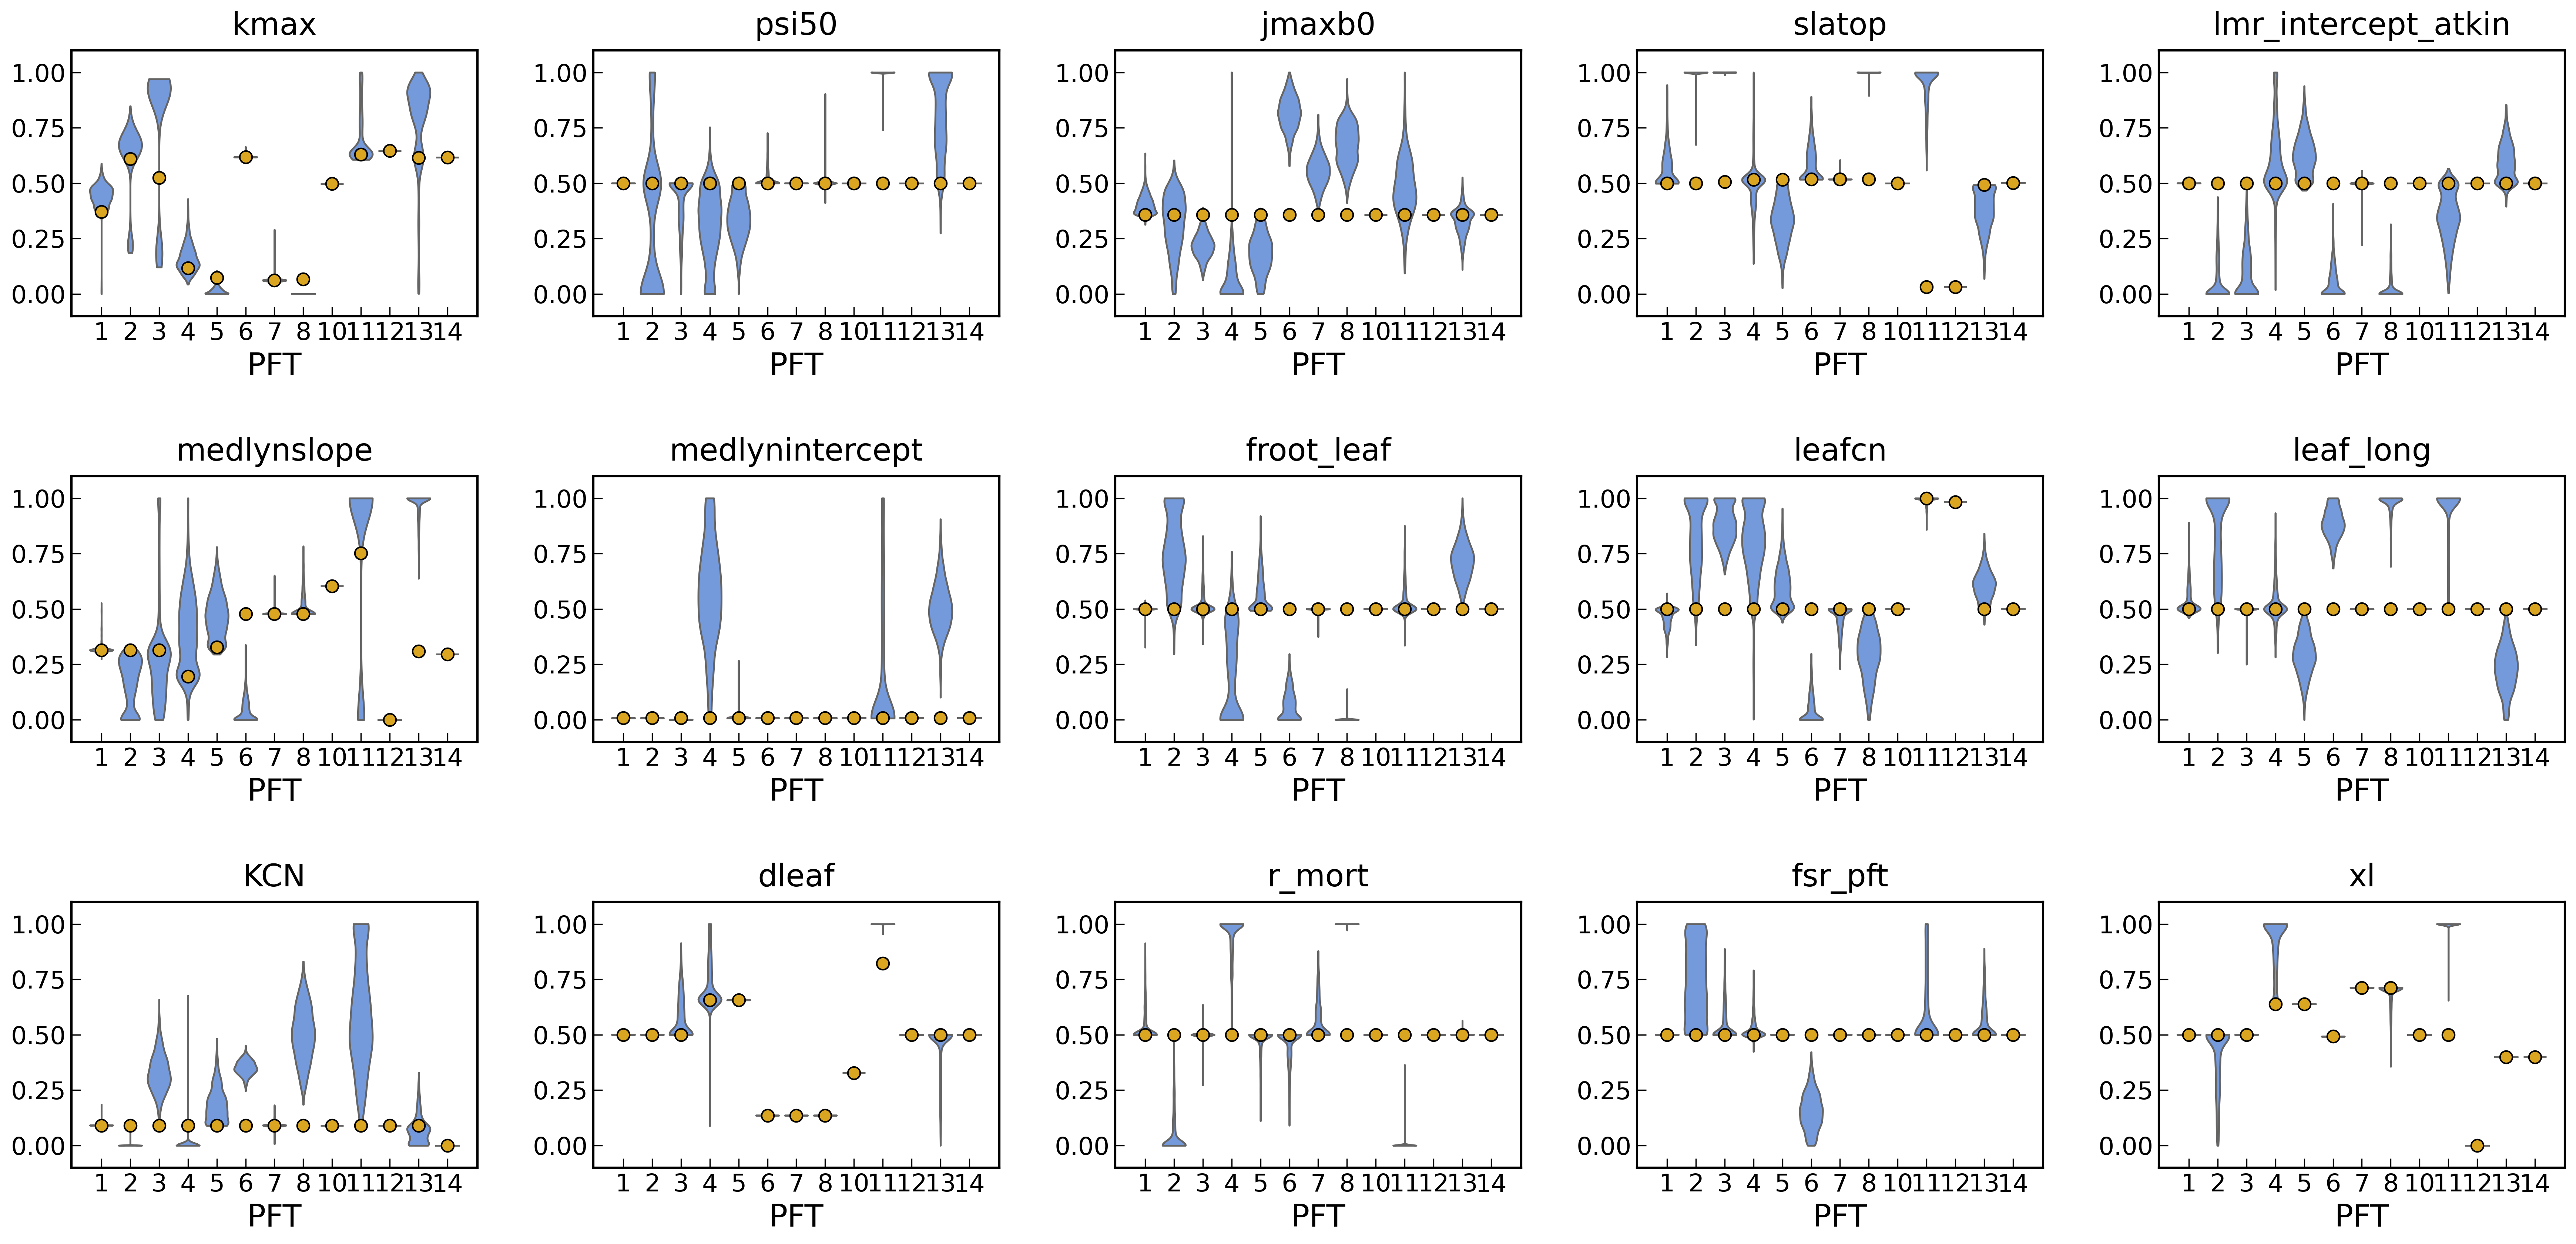 kmax psi50 jmaxb0 slatop lmr_intercept_atkin
1.00 1.00 1.00 1.00 1.00
0.75 0.75 0.75 0.75 0.75
0.50 0.50 0.50 0.50 0.50
0.25 0.25 0.25 0.25 0.25
0.00 0.00 0.00 0.00 0.00
1 2 3 4 5 6 7 8 10 11 12 13 14 1 2 3 4 5 6 7 8 10 11 12 13 14 1 2 3 4 5 6 7 8 10 11 12 13 14 1 2 3 4 5 6 7 8 10 11 12 13 14 1 2 3 4 5 6 7 8 10 11 12 13 14
PFT PFT PFT PFT PFT
medlynslope medlynintercept froot_leaf leafcn leaf_long
1.00 1.00 1.00 1.00 1.00
0.75 0.75 0.75 0.75 0.75
0.50 0.50 0.50 0.50 0.50
0.25 0.25 0.25 0.25 0.25
0.00 0.00 0.00 0.00 0.00
1 2 3 4 5 6 7 8 10 11 12 13 14 1 2 3 4 5 6 7 8 10 11 12 13 14 1 2 3 4 5 6 7 8 10 11 12 13 14 1 2 3 4 5 6 7 8 10 11 12 13 14 1 2 3 4 5 6 7 8 10 11 12 13 14
PFT PFT PFT PFT PFT
KCN dleaf r_mort fsr_pft xl
1.00 1.00 1.00 1.00 1.00
0.75 0.75 0.75 0.75 0.75
0.50 0.50 0.50 0.50 0.50
0.25 0.25 0.25 0.25 0.25
0.00 0.00 0.00 0.00 0.00
1 2 3 4 5 6 7 8 10 11 12 13 14 1 2 3 4 5 6 7 8 10 11 12 13 14 1 2 3 4 5 6 7 8 10 11 12 13 14 1 2 3 4 5 6 7 8 10 11 12 13 14 1 2 3 4 5 6 7 8 10 11 12 13 14
PFT PFT PFT PFT PFT